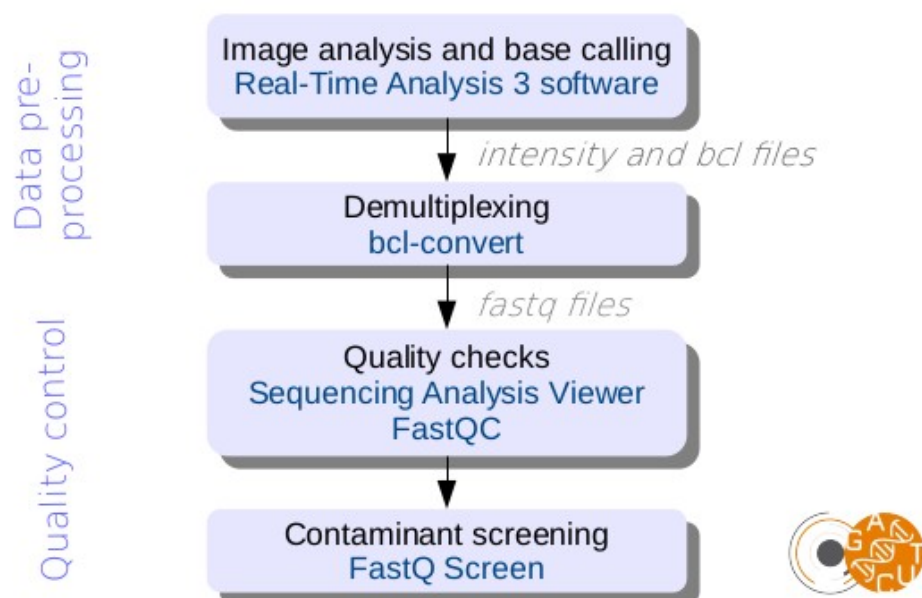 Data pre-
processing
Image analysis and base calling
Real-Time Analysis 3 software
intensity and bcl files
Demultiplexing
bcl-convert
fastq files
Quality control
Quality checks
Sequencing Analysis Viewer
FastQC
Contaminant screening
FastQ Screen
G A T C U